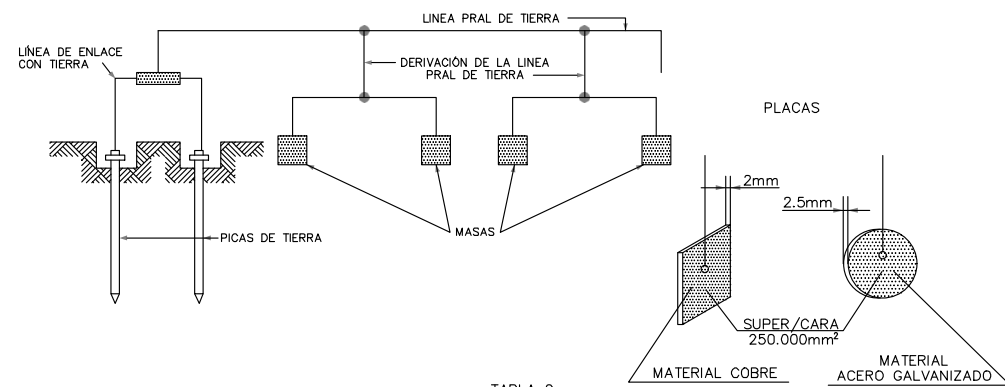 LINEA PRAL DE TIERRA
LÍNEA DE ENLACE
CON TIERRA
DERIVACIÓN DE LA LINEA
PRAL DE TIERRA
PLACAS
2mm
2.5mm
MASAS
PICAS DE TIERRA
SUPER/CARA
250.000mm²
MATERIAL COBRE
MATERIAL
ACERO GALVANIZADO